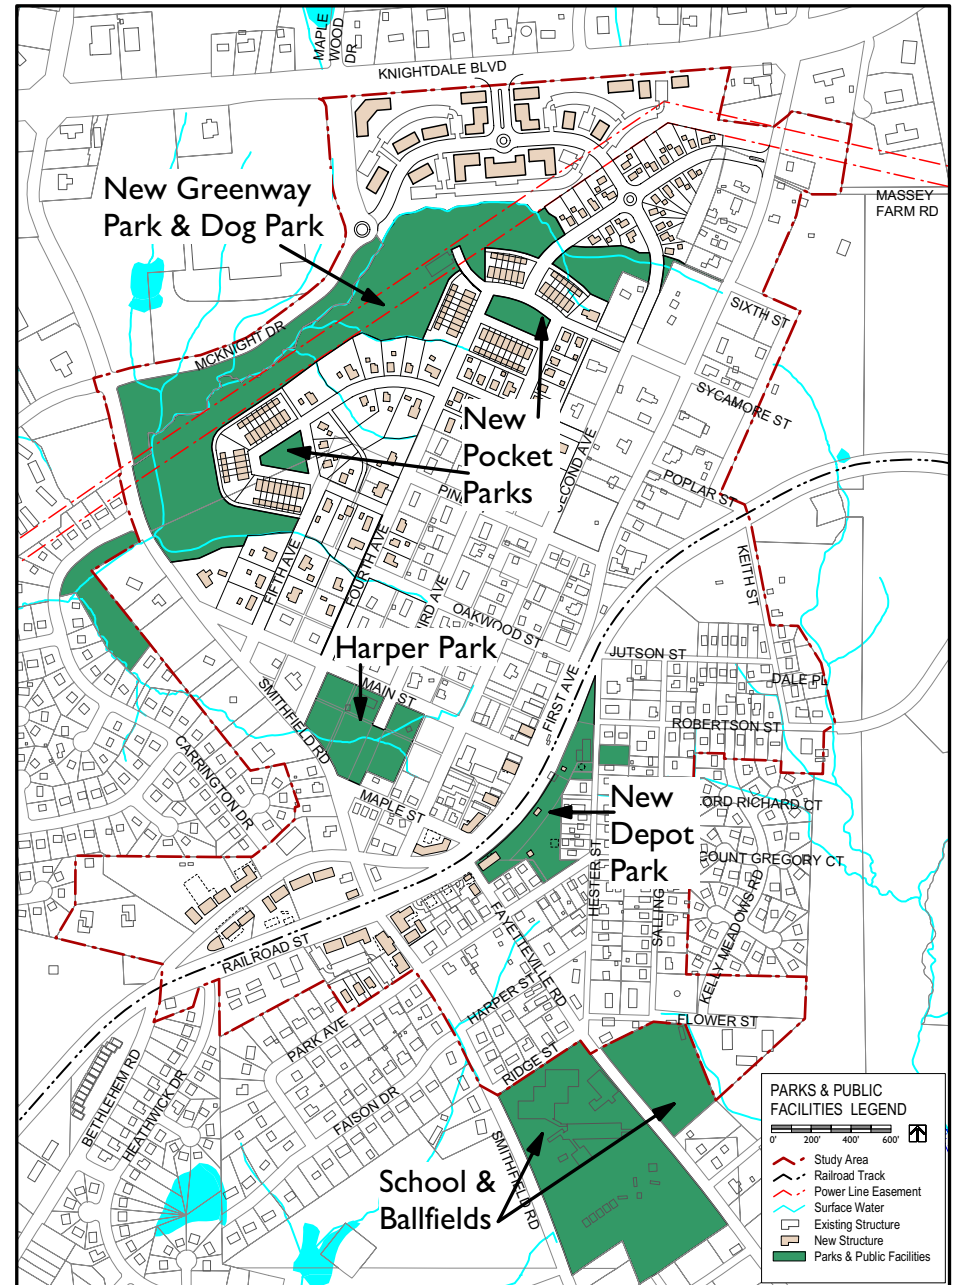 MAPLE
WOOD
DR
KNIGHTDALE BLVD
New Greenway
Park & Dog Park
MASSEY
FARM RD
MCKNIGHT DR
SIXTH ST
SYCAMORE ST
New
Pocket
Parks
SECOND AVE
POPLAR ST
FIFTH AVE
FOURTH AVE
KEITH ST
OAKWOOD ST
Harper Park
JUTSON ST
DALE PL
MAIN ST
FIRST AVE
ROBERTSON ST
SMITHFIELD RD
CARRINGTON DR
MAPLE ST
New
Depot
Park
COUNT GREGORY CT
HESTER ST
KELLY MEADOWS RD
FAYETTEVILLE RD
RAILROAD ST
HARPER ST
FLOWER ST
PARK AVE
RIDGE ST
BETHLEHEM RD
HEATHWICK DR
FAISON DR
SMITHFIELD RD
School &
Ballfields
PARKS & PUBLIC
FACILITIES LEGEND
0' 200' 400' 600'
Study Area
Railroad Track
Power Line Easement
Surface Water
Existing Structure
New Structure
Parks & Public Facilities